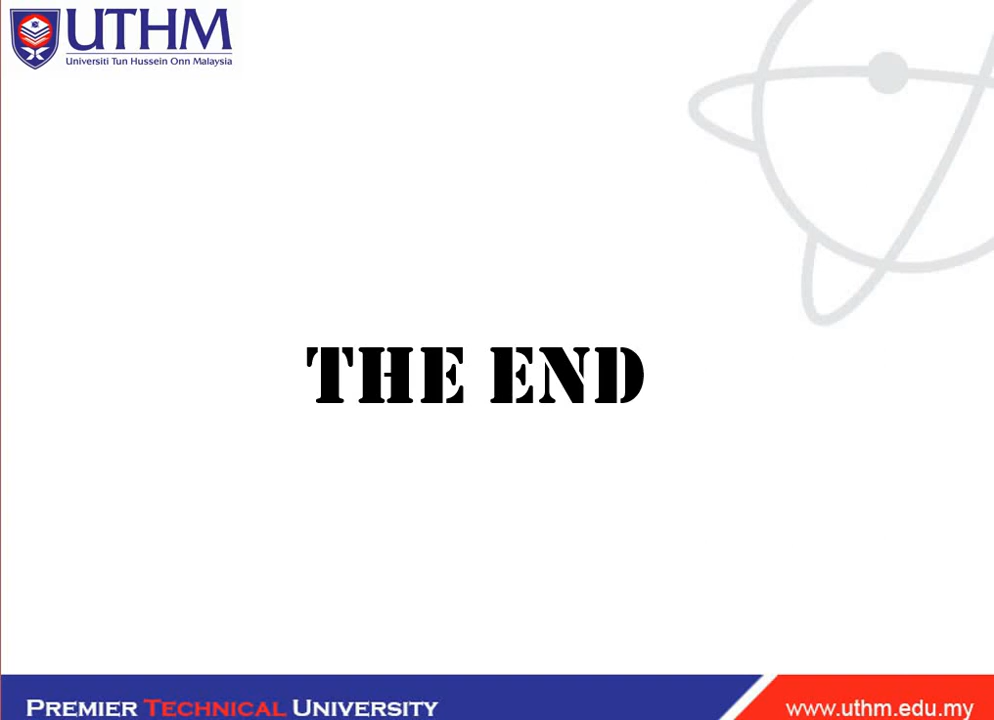 UTHM
Universiti Tun Hussein Onn Malaysia
THE END
PREMIER TECHNICAL UNIVERSITY
www.uthm.edu.my